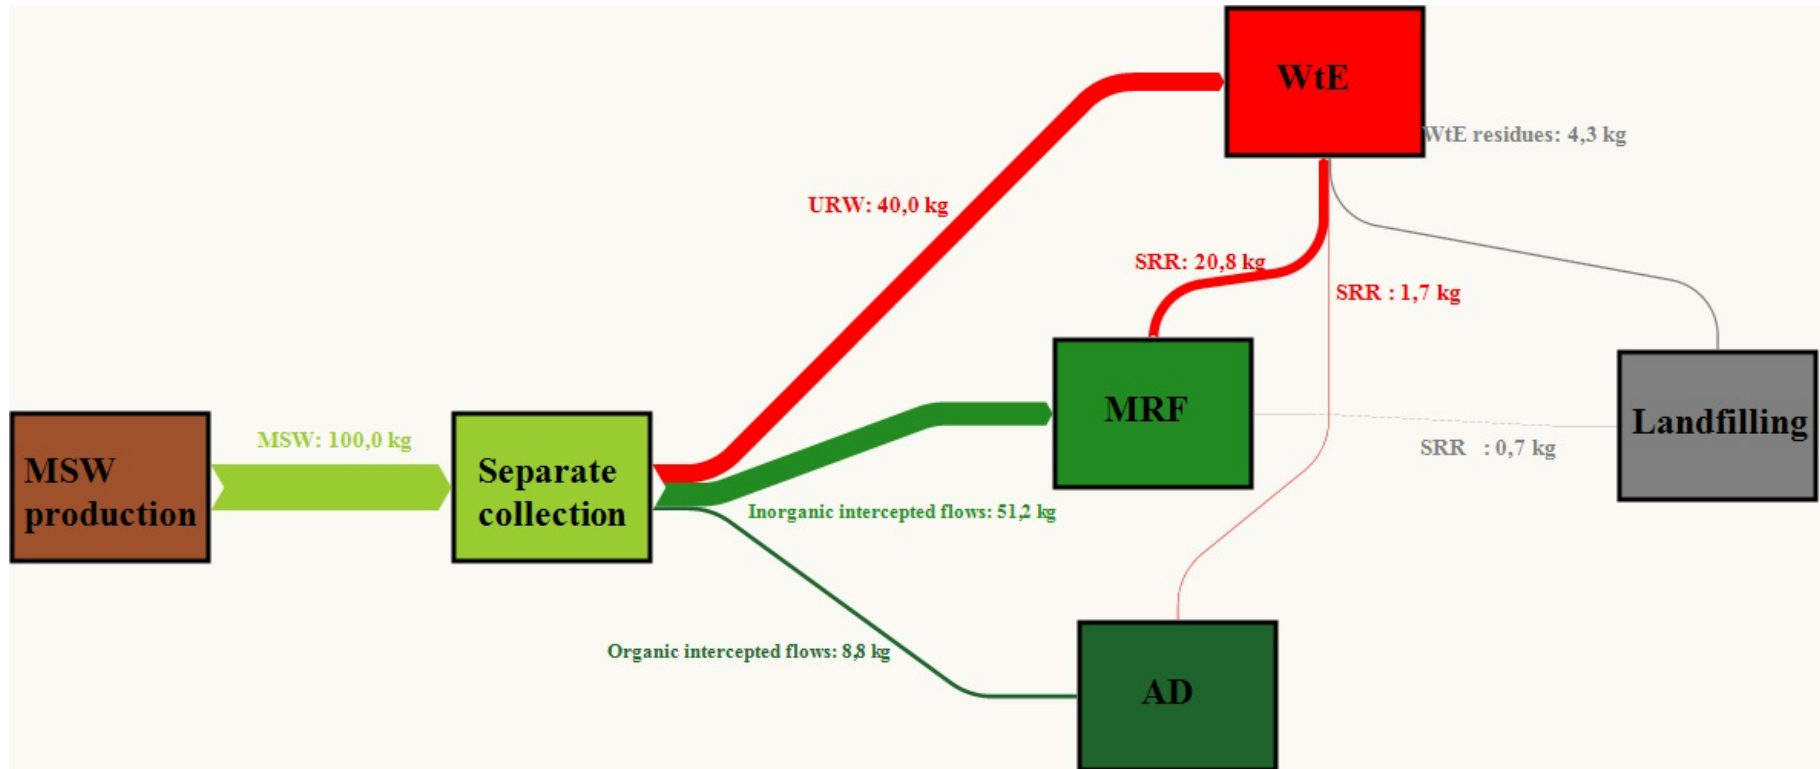 WtE
WtE residues: 4,3 kg
URW: 40,0 kg
SRR: 20,8 kg
SRR : 1,7 kg
MRF
Landfilling
MSW: 100,0 kg
SRR : 0,7 kg
MSW
production
Separate
collection
Inorganic intercepted flows: 51,2 kg
Organic intercepted flows: 8,8 kg
AD